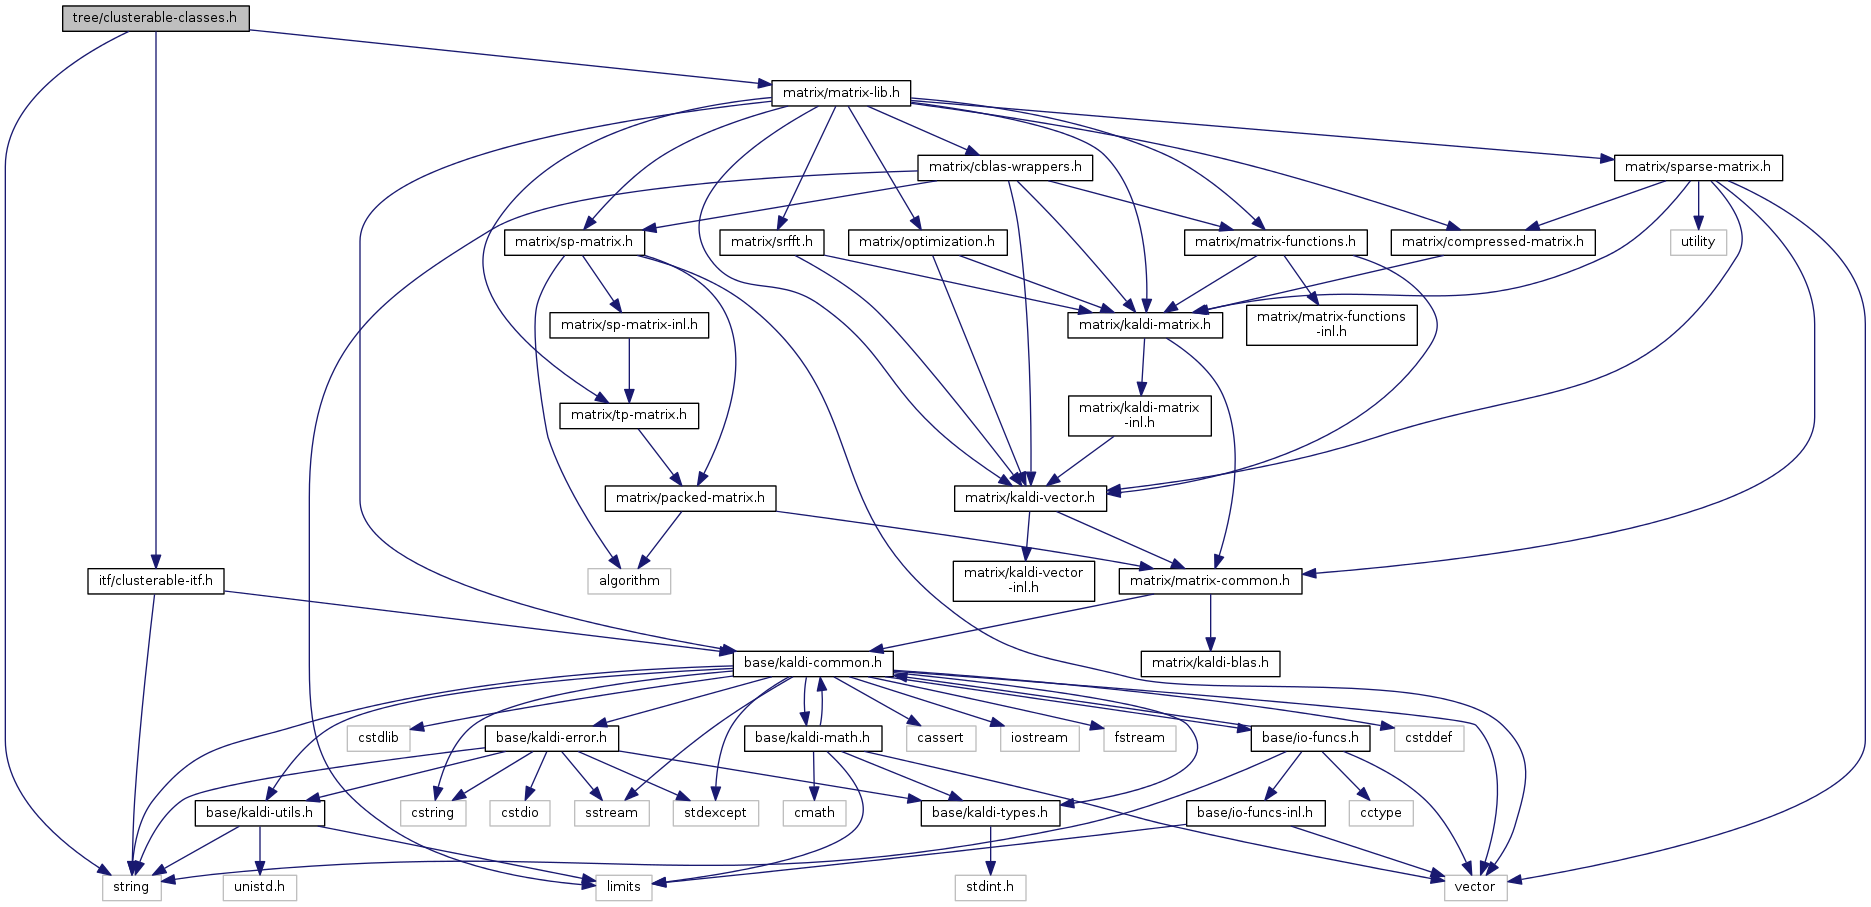 tree/clusterable-classes.h
matrix/matrix-lib.h
matrix/cblas-wrappers.h
matrix/sparse-matrix.h
matrix/sp-matrix.h
matrix/srfft.h
matrix/optimization.h
matrix/matrix-functions.h
matrix/compressed-matrix.h
utility
matrix/sp-matrix-inl.h
matrix/kaldi-matrix.h
matrix/matrix-functions
-inl.h
matrix/tp-matrix.h
matrix/kaldi-matrix
-inl.h
matrix/packed-matrix.h
matrix/kaldi-vector.h
itf/clusterable-itf.h
algorithm
matrix/kaldi-vector
-inl.h
matrix/matrix-common.h
base/kaldi-common.h
matrix/kaldi-blas.h
cstdlib
base/kaldi-error.h
base/kaldi-math.h
cassert
iostream
fstream
base/io-funcs.h
cstddef
base/kaldi-utils.h
cstring
cstdio
sstream
stdexcept
cmath
base/kaldi-types.h
base/io-funcs-inl.h
cctype
string
unistd.h
limits
stdint.h
vector